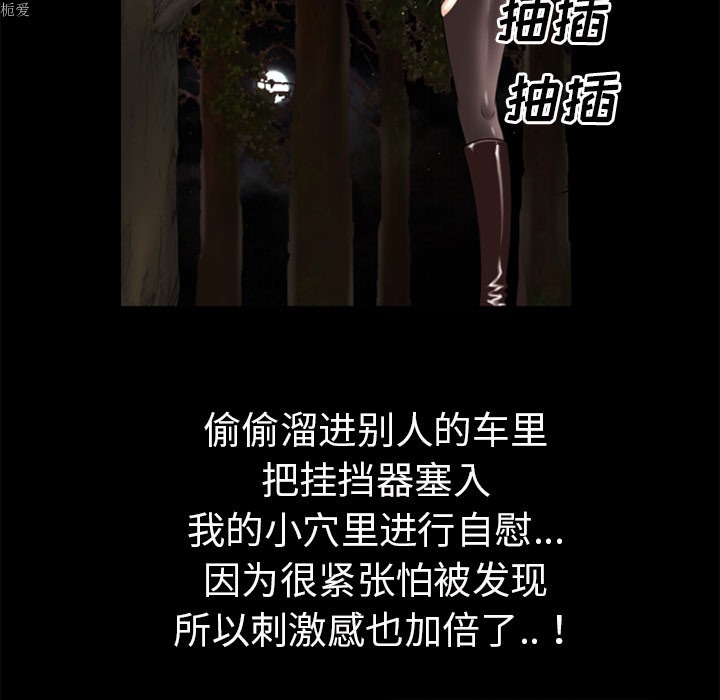 栀爱
抽插
抽插
偷偷溜进别人的车里
把挂挡器塞入
我的小穴里进行自慰...
因为很紧张怕被发现
所以刺激感也加倍了..！